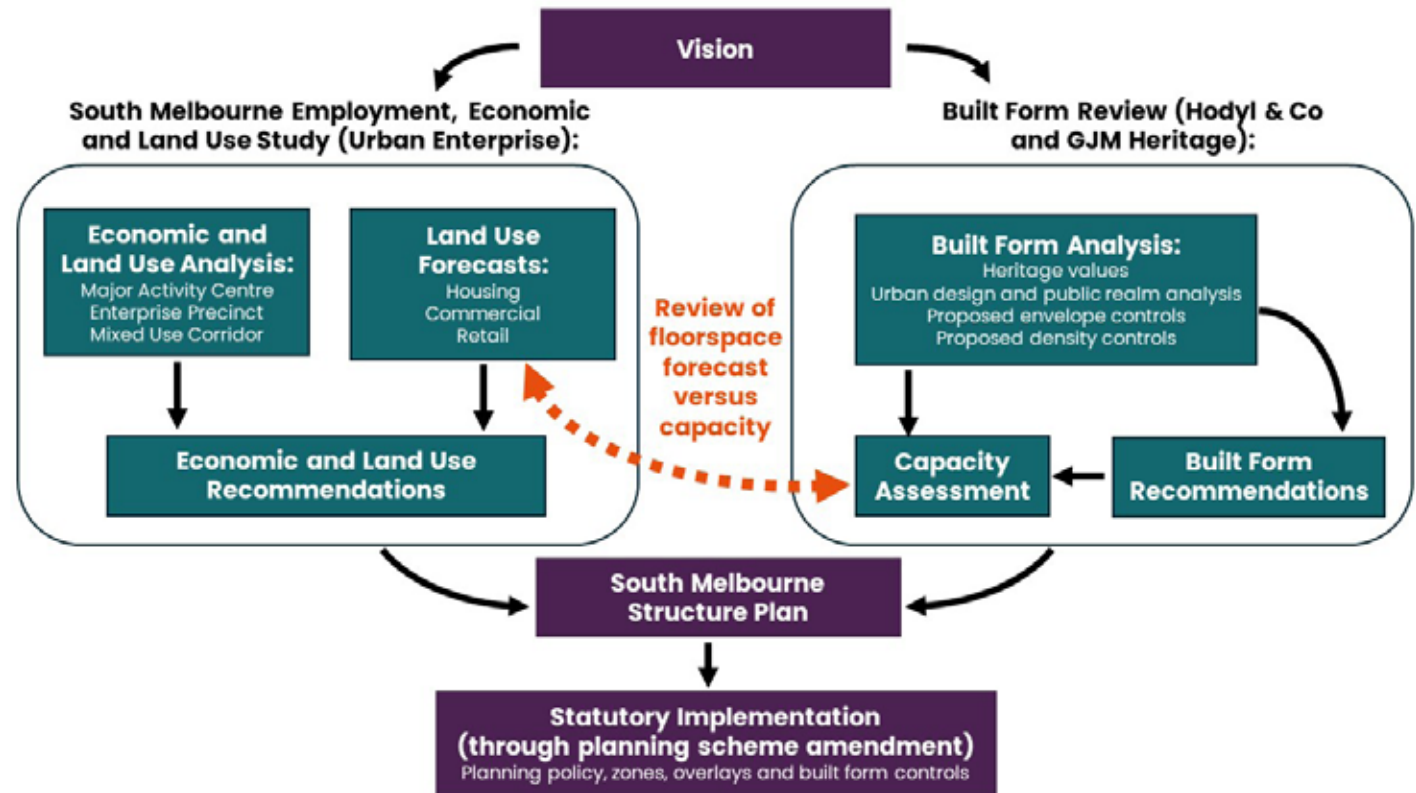 Vision
South Melbourne Employment, Economic
and Land Use Study (Urban Enterprise):
Economic and
Land Use Analysis:
Major Activity Centre
Enterprise Precinct
Mixed Use Corridor
Land Use
Forecasts:
Housing
Commercial
Retail
Economic and Land Use
Recommendations
Review of
floorspace
forecast
versus
capacity
Built Form Review (Hodyl & Co
and GJM Heritage):
Built Form Analysis:
Heritage values
Urban design and public realm analysis
Proposed envelope controls
Proposed density controls
Capacity
Assessment
Built Form
Recommendations
South Melbourne
Structure Plan
Statutory Implementation
(through planning scheme amendment)
Planning policy, zones, overlays and built form controls